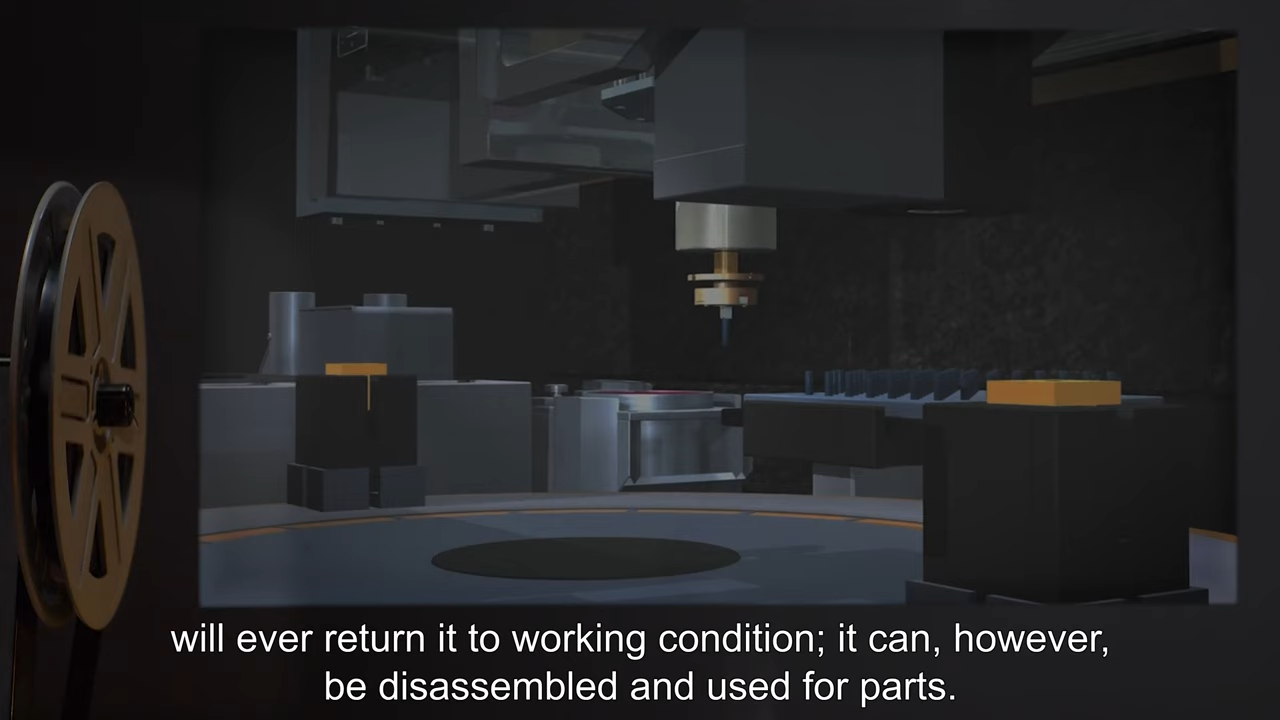 will ever return it to working condition; it can, however,
be disassembled and used for parts.